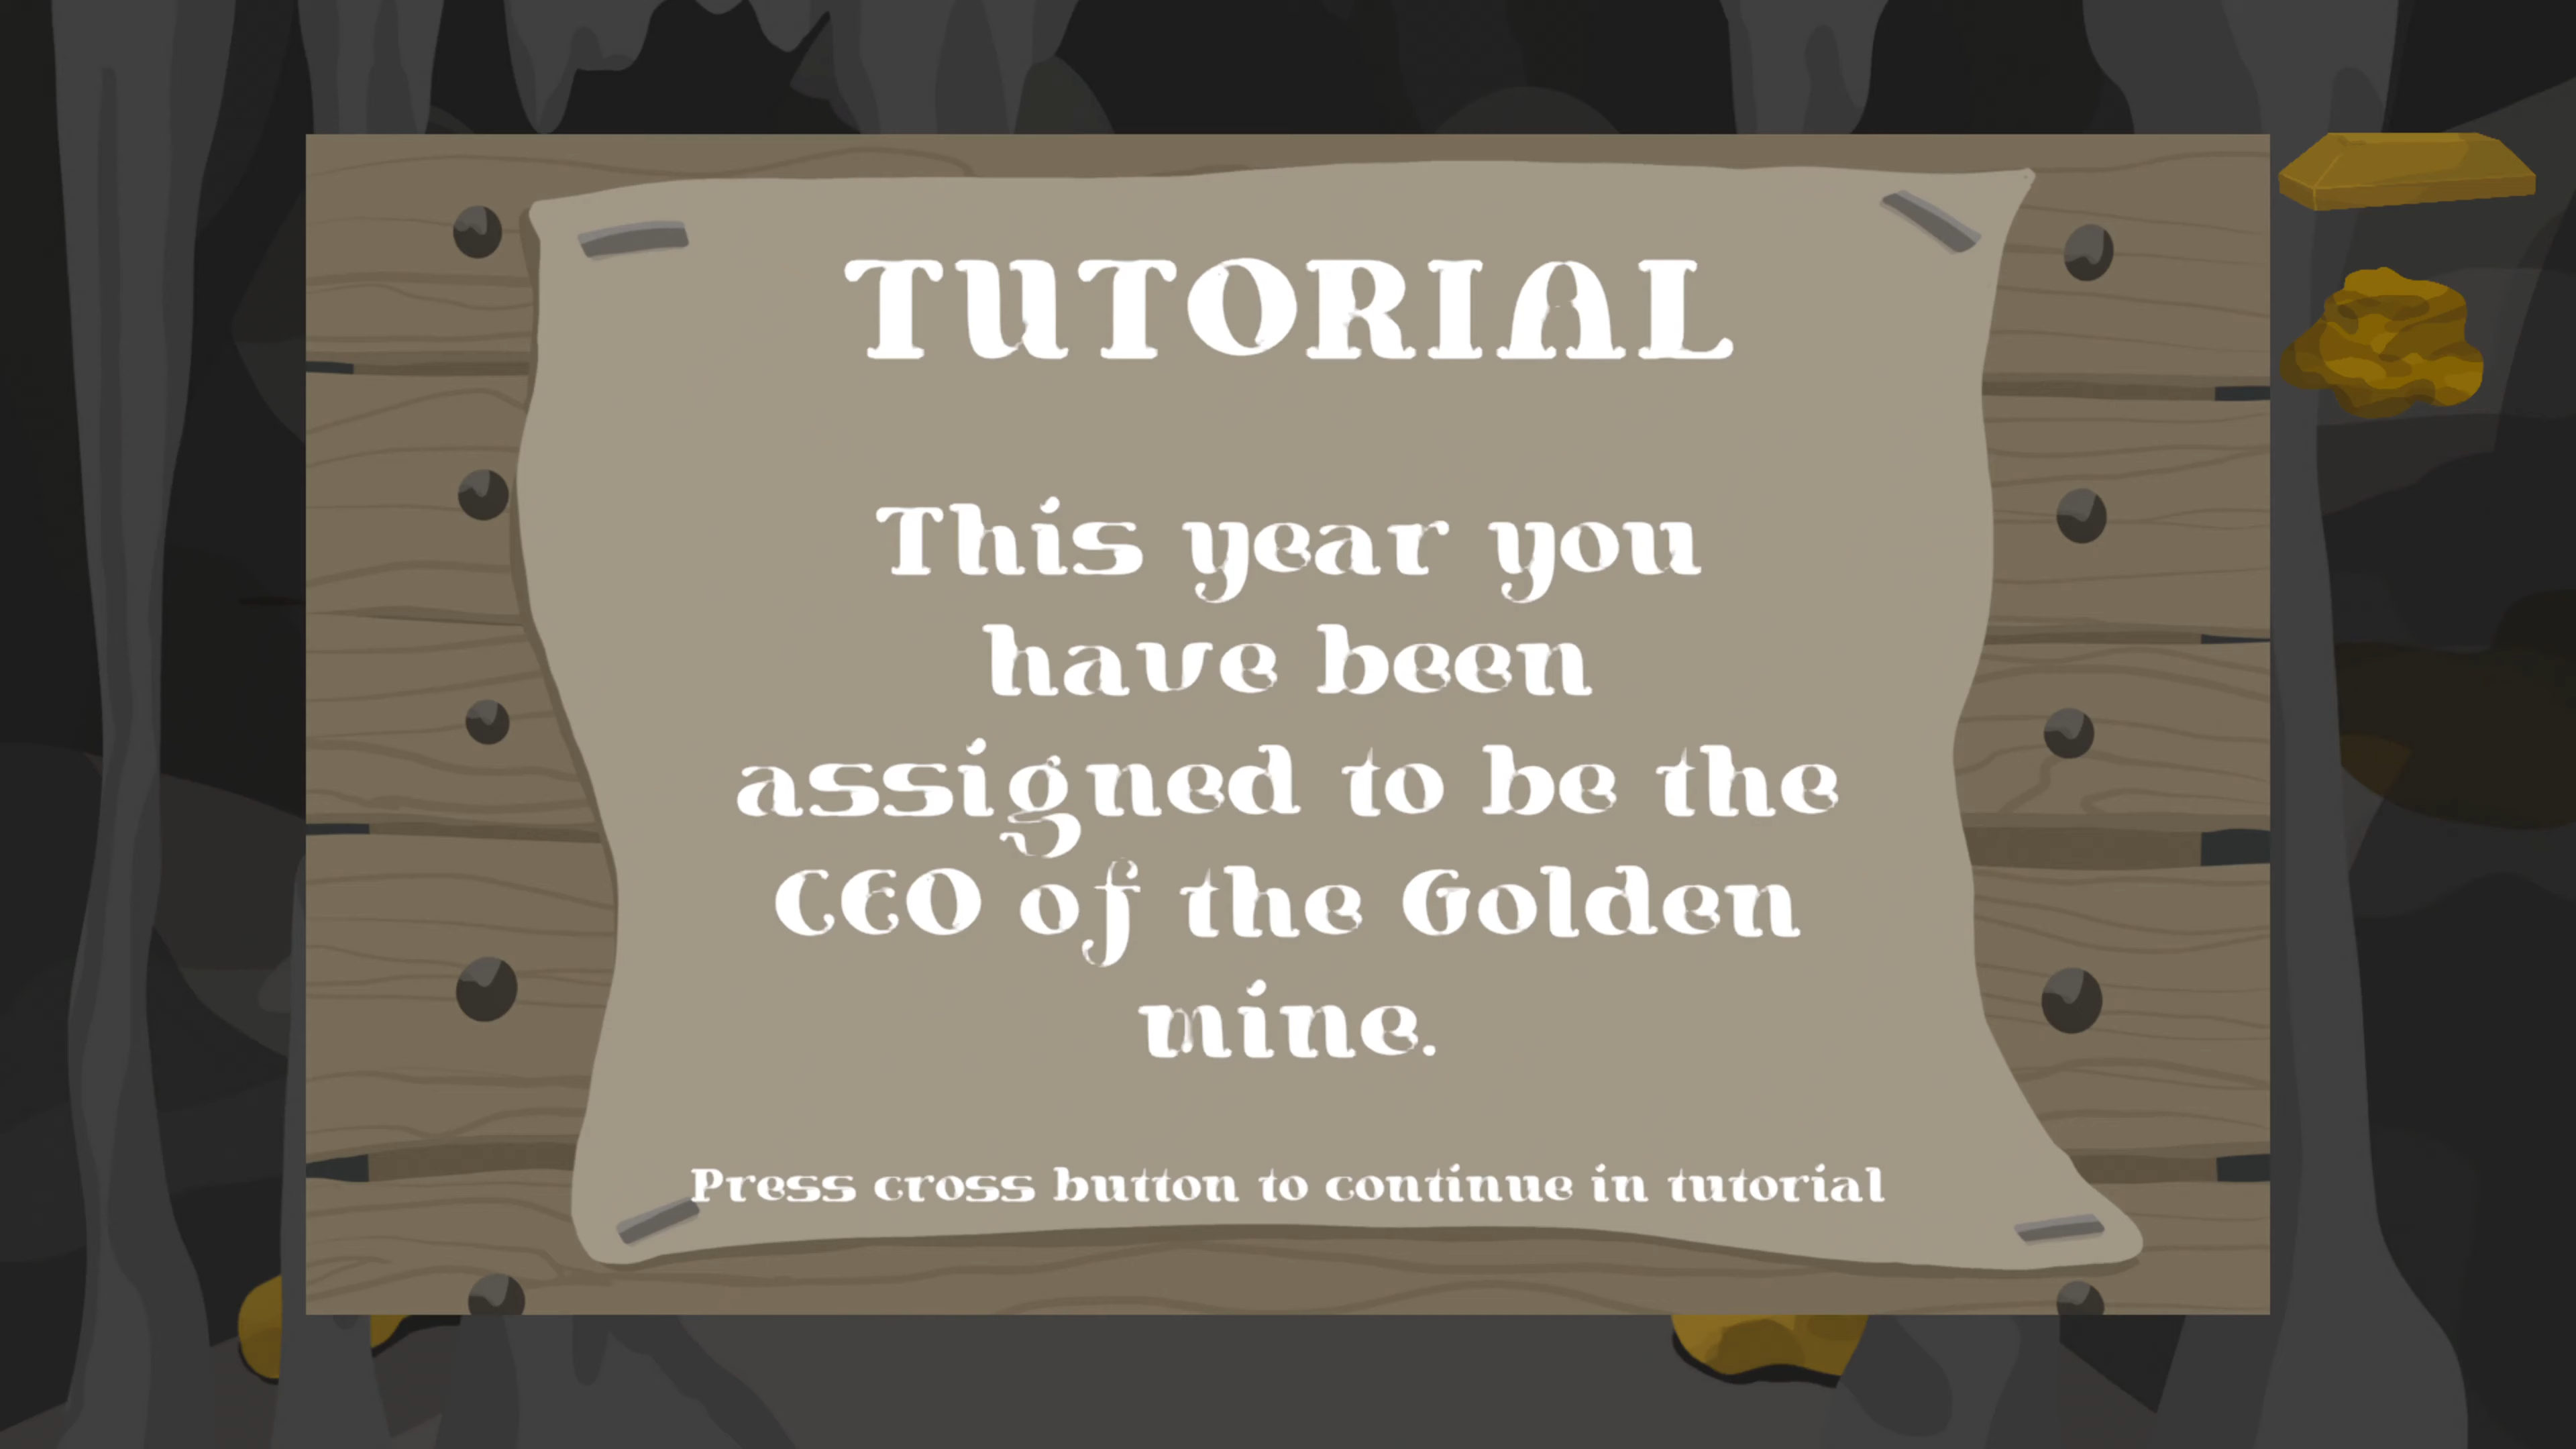 TUTORIAL
This year you
have been
assigned to be the
CEO of the Golden
mine.
Press cross button to continue in tutorial